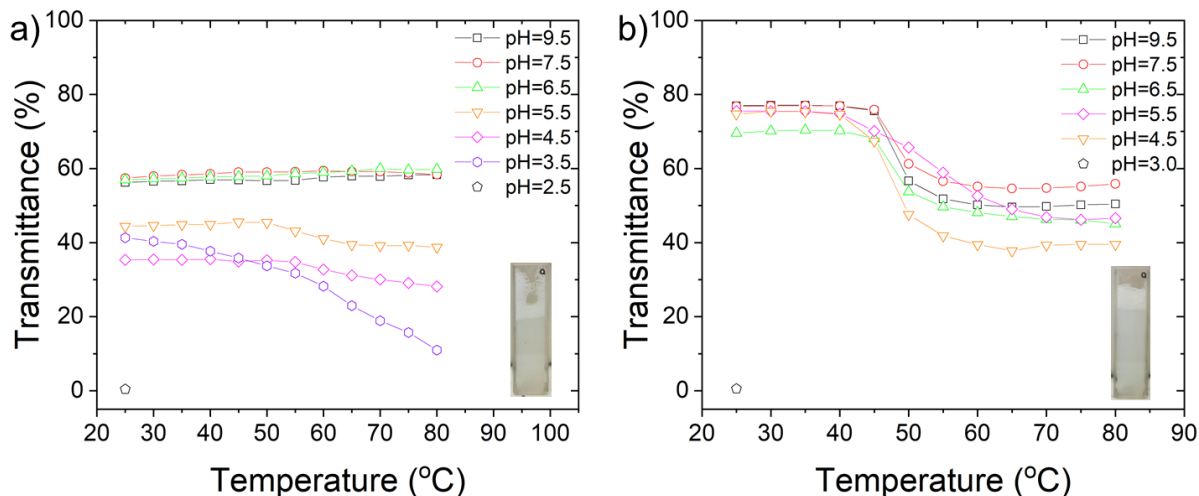 a)
100
80
60
40
20
0
Transmittance (%)
20 30 40 50 60 70 80 90 100
Temperature (°C)
pH=9.5
pH=7.5
pH=6.5
pH=5.5
pH=4.5
pH=3.5
pH=2.5
b)
100
80
60
40
20
0
Transmittance (%)
20 30 40 50 60 70 80 90
Temperature (°C)
pH=9.5
pH=7.5
pH=6.5
pH=5.5
pH=4.5
pH=3.0